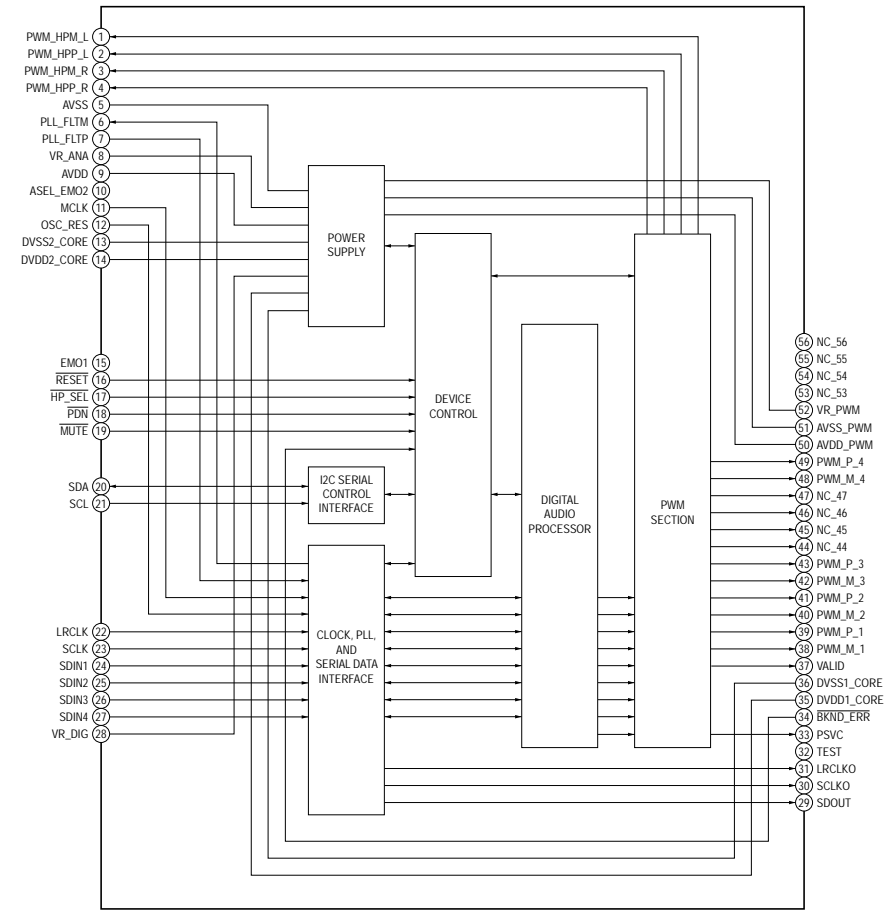 PWM_HPM_L 1
PWM_HPP_L 2
PWM_HPM_R 3
PWM_HPP_R 4
AVSS 5
PLL_FLTM 6
PLL_FLTP 7
VR_ANA 8
AVDD 9
ASEL_EMO2 10
MCLK 11
OSC_RES 12
DVSS2_CORE 13
DVDD2_CORE 14
EMO1 15
RESET 16
HP_SEL 17
PDN 18
MUTE 19
SDA 20
SCL 21
LRCLK 22
SCLK 23
SDIN1 24
SDIN2 25
SDIN3 26
SDIN4 27
VR_DIG 28
POWER
SUPPLY
DEVICE
CONTROL
I2C SERIAL
CONTROL
INTERFACE
CLOCK, PLL,
AND
SERIAL DATA
INTERFACE
DIGITAL
AUDIO
PROCESSOR
PWM
SECTION
56 NC_56
55 NC_55
54 NC_54
53 NC_53
52 VR_PWM
51 AVSS_PWM
50 AVDD_PWM
49 PWM_P_4
48 PWM_M_4
47 NC_47
46 NC_46
45 NC_45
44 NC_44
43 PWM_P_3
42 PWM_M_3
41 PWM_P_2
40 PWM_M_2
39 PWM_P_1
38 PWM_M_1
37 VALID
36 DVSS1_CORE
35 DVDD1_CORE
34 BKND_ERR
33 PSVC
32 TEST
31 LRCLKO
30 SCLKO
29 SDOUT